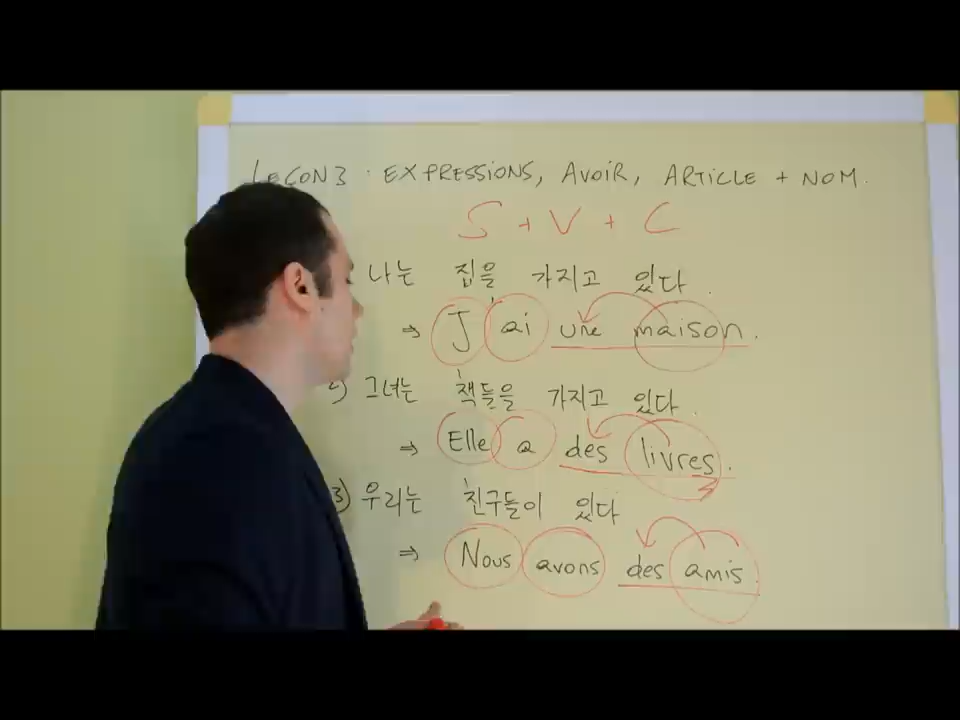 LEÇON 3 : EXPRESSIONS, AVOIR, ARTICLE + NOM.
S + V + C
나는 집을 가지고 있다.
⇒ J'ai une maison.
2) 그녀는 책들을 가지고 있다.
⇒ Elle a des livres.
3) 우리는 친구들이 있다
⇒ Nous avons des amis.